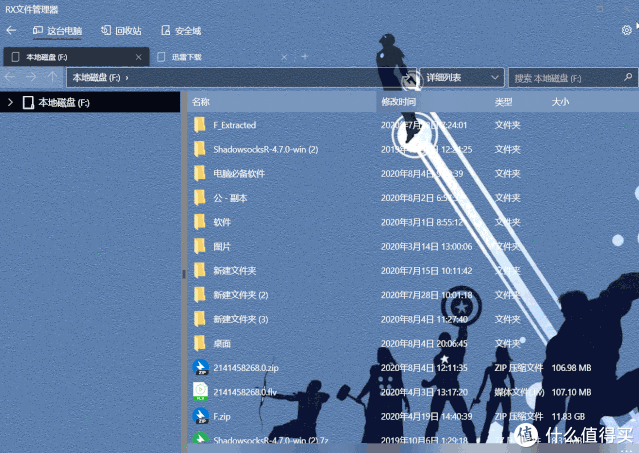 RX文件管理器
这台电脑 回收站 安全域
本地磁盘 (F:) 迅雷下载
本地磁盘 (F:) 详细列表 搜索 本地磁盘 (F:)
本地磁盘 (F:)
名称 修改时间 类型 大小
F_Extracted 2020年7月 24:01 文件夹
ShadowsocksR-4.7.0-win (2) 2019年 文件夹
电脑必备软件 2020年8月4日 文件夹
公 - 副本 2020年8月2日 文件夹
软件 2020年3月1日 8:55:12 文件夹
图片 2020年3月14日 13:00:06 文件夹
新建文件夹 2020年7月15日 10:11:42 文件夹
新建文件夹 (2) 2020年7月28日 10:01:18 文件夹
新建文件夹 (3) 2020年8月4日 11:27:40 文件夹
桌面 2020年8月4日 20:06:45 文件夹
2141458268.0.zip 2020年8月4日 12:11:35 ZIP 压缩文件 106.98 MB
2141458268.0.flv 2020年4月3日 13:17:20 媒体文件 107.10 MB
F.zip 2020年4月19日 14:40:39 ZIP 压缩文件 11.83 GB
ShadowsocksR-4.7.0-win (2).7z 2019年10月6日 1:29:18
值 什么值得买